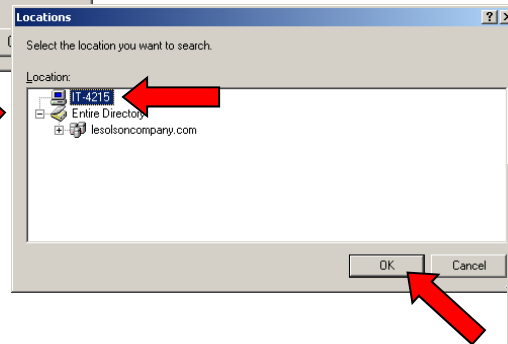 Locations
Select the location you want to search.
Location:
IT-4215
Entire Directory
lesolsoncompany.com
OK
Cancel